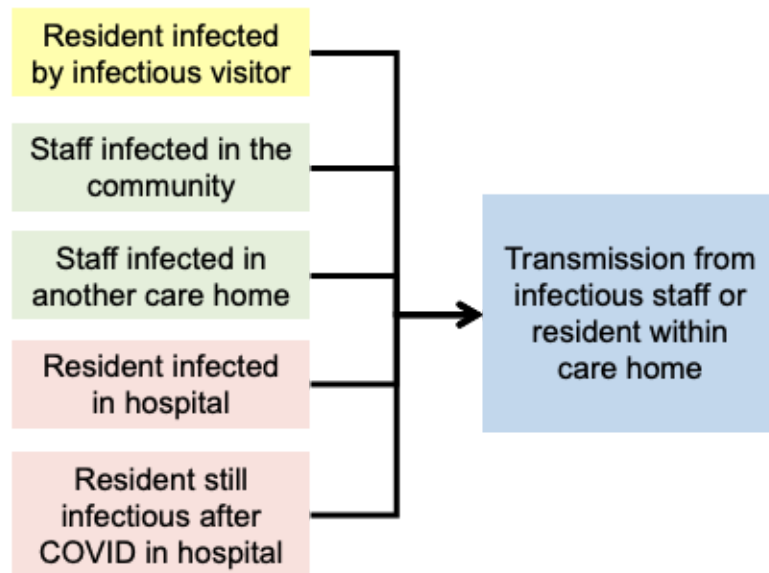 Resident infected
by infectious visitor
Staff infected in the
community
Staff infected in
another care home
Resident infected
in hospital
Resident still
infectious after
COVID in hospital
Transmission from
infectious staff or
resident within
care home